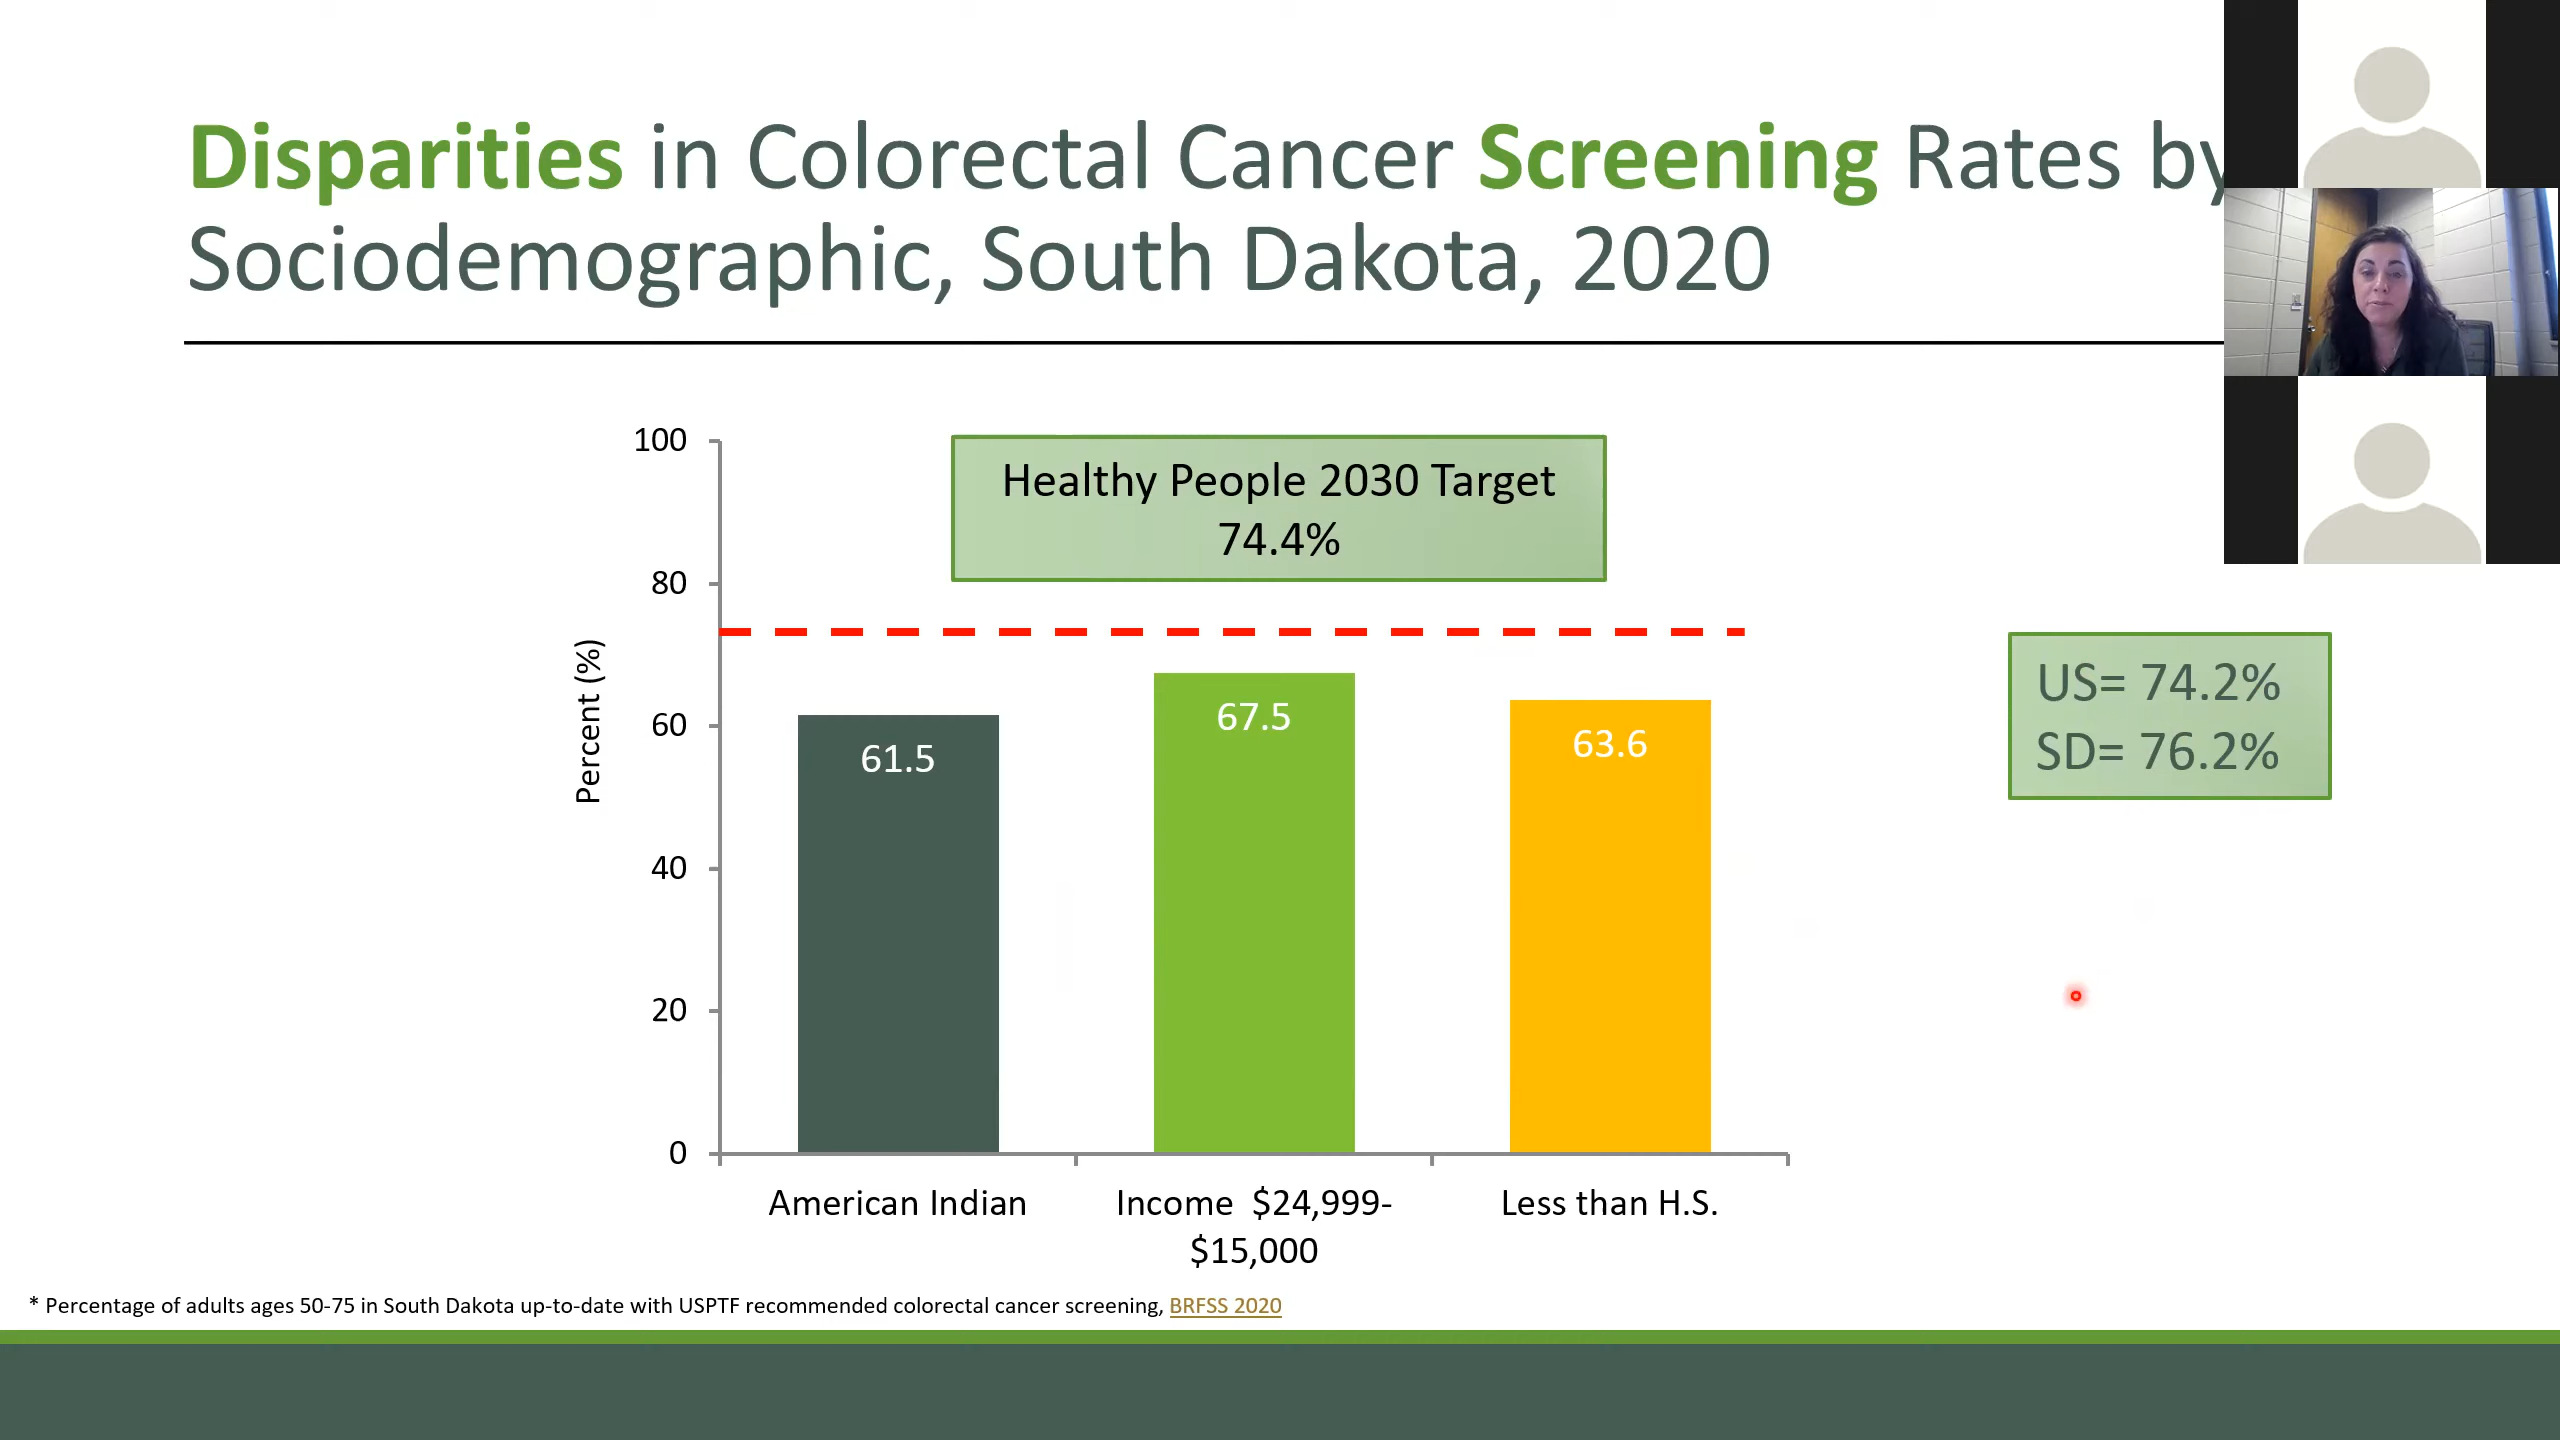 Disparities in Colorectal Cancer Screening Rates by
Sociodemographic, South Dakota, 2020
100
80
60
40
20
0
Percent (%)
Healthy People 2030 Target
74.4%
61.5
67.5
63.6
US= 74.2%
SD= 76.2%
American Indian
Income  $24,999-
$15,000
Less than H.S.
* Percentage of adults ages 50-75 in South Dakota up-to-date with USPTF recommended colorectal cancer screening, BRFSS 2020